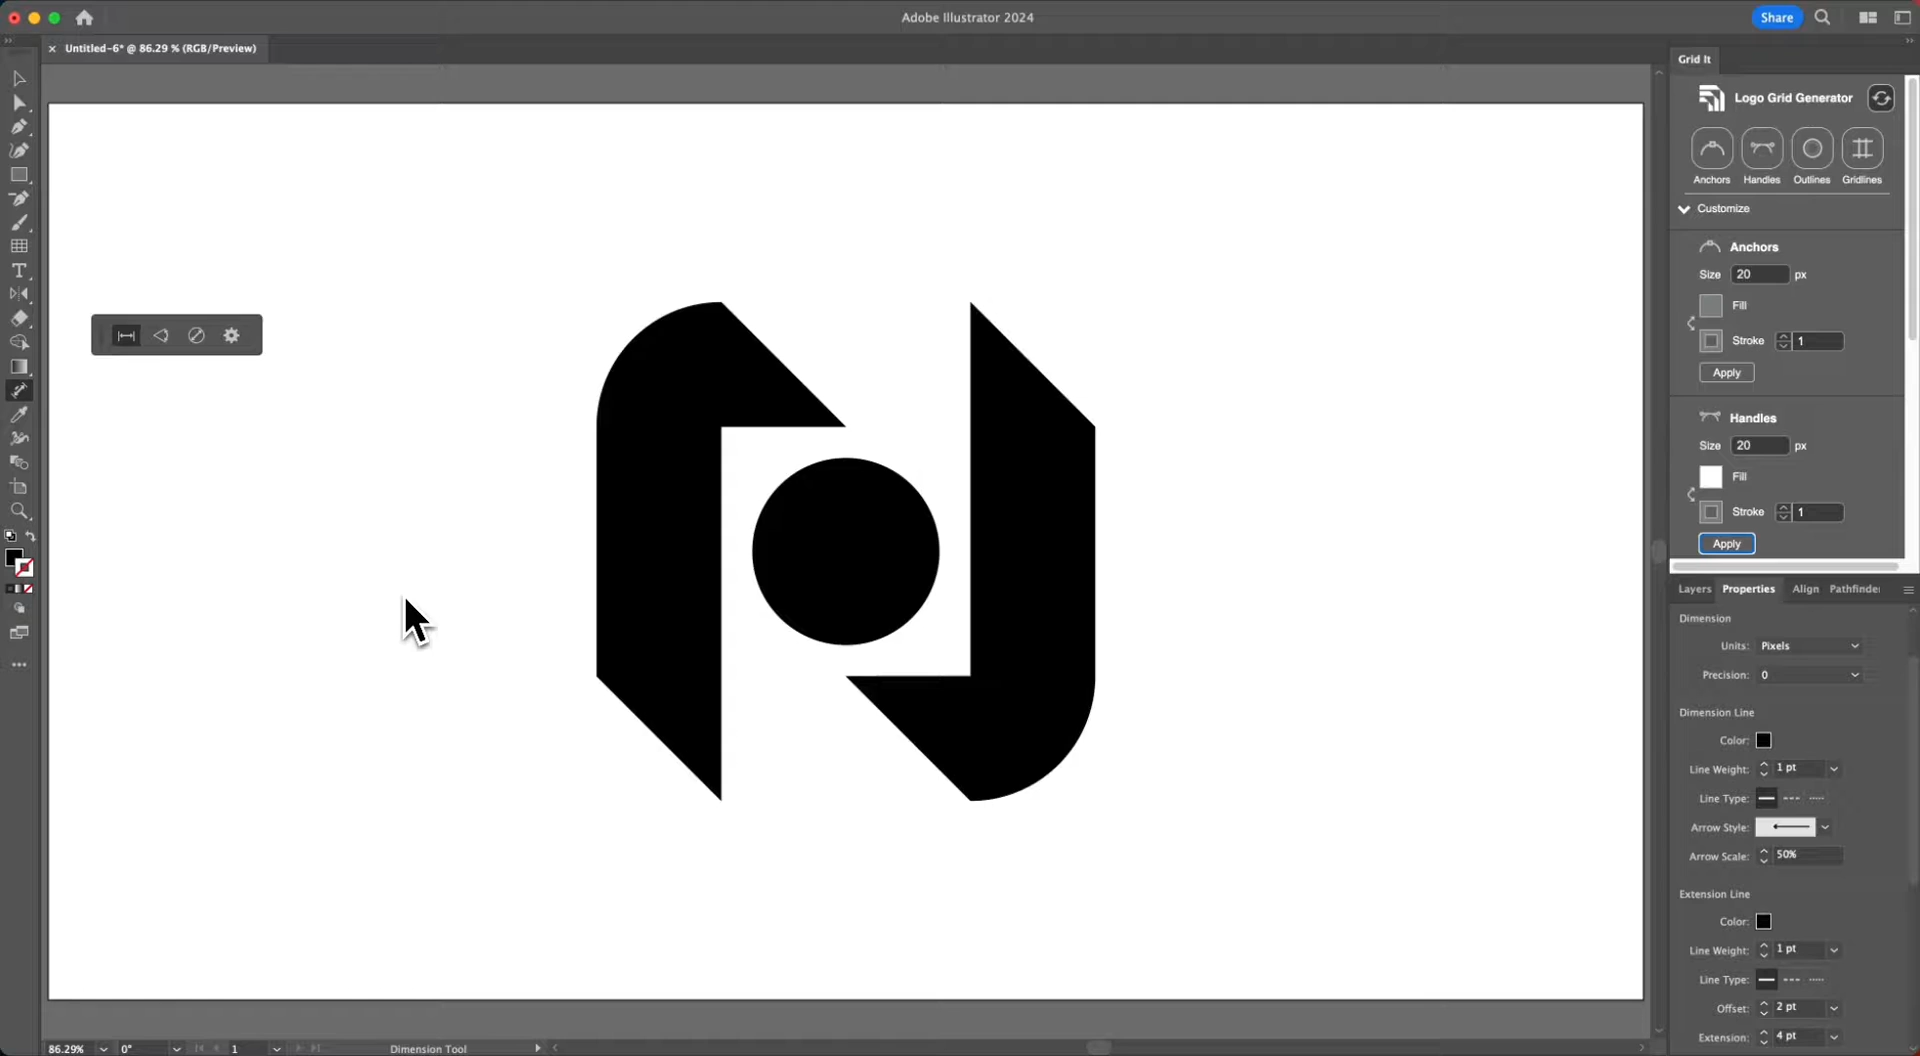 Adobe Illustrator 2024
Share
Untitled-6* @ 86.29 % (RGB/Preview)
Grid It
Logo Grid Generator
Anchors
Handles
Outlines
Gridlines
Customize
Anchors
Size 20 px
Fill
Stroke 1
Apply
Handles
Size 20 px
Fill
Stroke 1
Apply
Layers Properties Align Pathfinder
Dimension
Units: Pixels
Precision: 0
Dimension Line
Color:
Line Weight: 1 pt
Line Type:
Arrow Style:
Arrow Scale: 50%
Extension Line
Color:
Line Weight: 1 pt
Line Type:
Offset: 2 pt
Extension: 4 pt
86.29% 0° 1 Dimension Tool